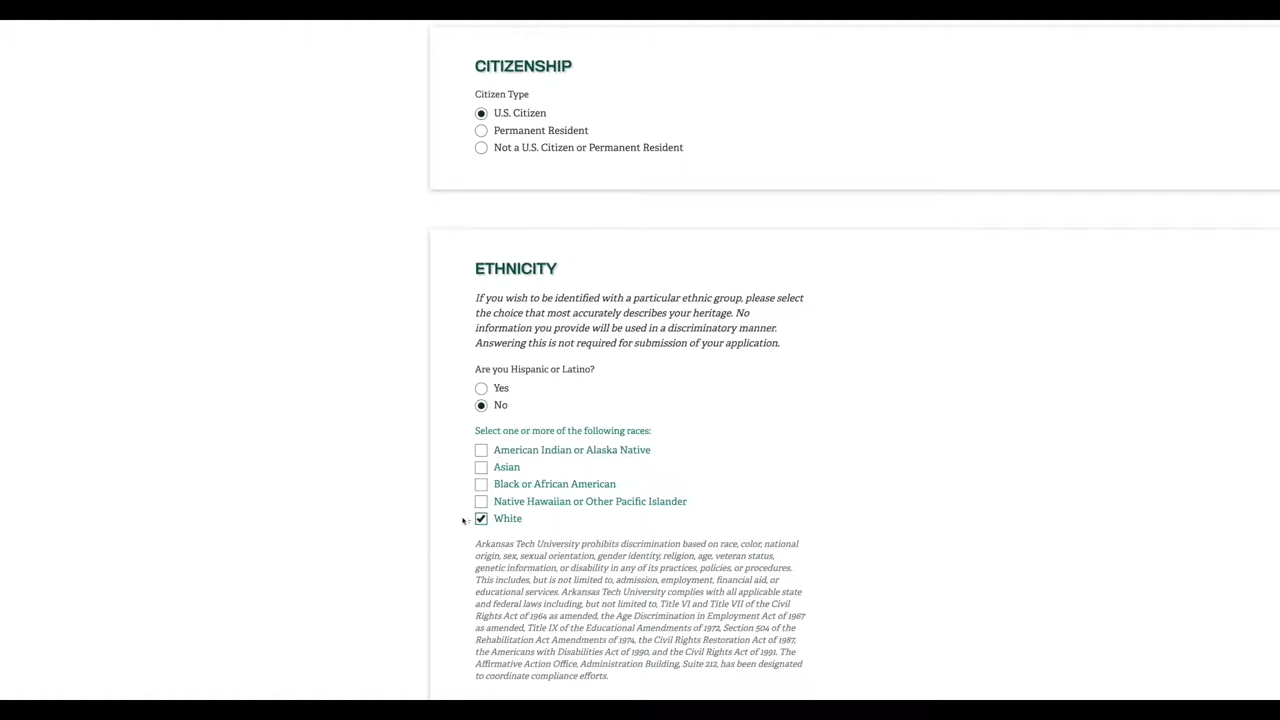 CITIZENSHIP
Citizen Type
U.S. Citizen
Permanent Resident
Not a U.S. Citizen or Permanent Resident
ETHNICITY
If you wish to be identified with a particular ethnic group, please select
the choice that most accurately describes your heritage. No
information you provide will be used in a discriminatory manner.
Answering this is not required for submission of your application.
Are you Hispanic or Latino?
Yes
No
Select one or more of the following races:
American Indian or Alaska Native
Asian
Black or African American
Native Hawaiian or Other Pacific Islander
White
Arkansas Tech University prohibits discrimination based on race, color, national
origin, sex, sexual orientation, gender identity, religion, age, veteran status,
genetic information, or disability in any of its practices, policies, or procedures.
This includes, but is not limited to, admission, employment, financial aid, or
educational services. Arkansas Tech University complies with all applicable state
and federal laws including, but not limited to, Title VI and Title VII of the Civil
Rights Act of 1964 as amended, the Age Discrimination in Employment Act of 1967
as amended, Title IX of the Educational Amendments of 1972, Section 504 of the
Rehabilitation Act Amendments of 1974, the Civil Rights Restoration Act of 1987,
the Americans with Disabilities Act of 1990, and the Civil Rights Act of 1991. The
Affirmative Action Office, Administration Building, Suite 212, has been designated
to coordinate compliance efforts.